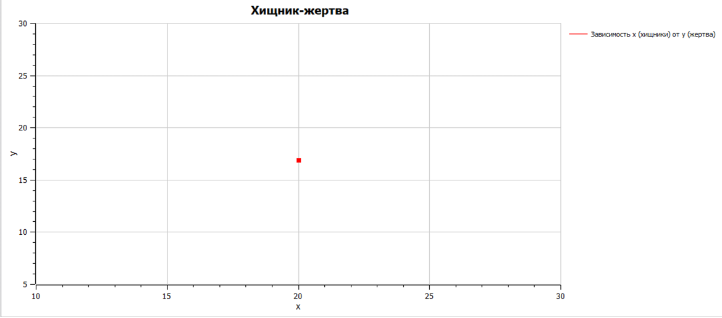 Хищник-жертва
30
25
20
15
10
5
y
10 15 20 25 30
x
Зависимость x (хищники) от y (жертва)